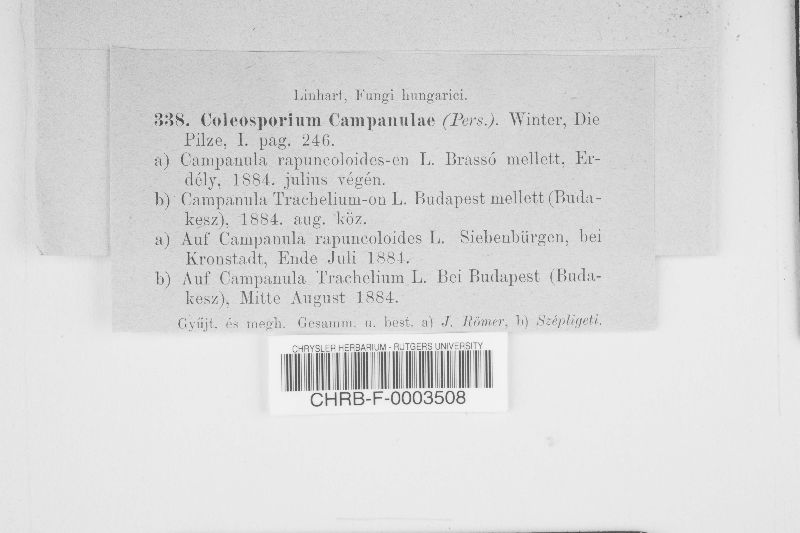 Linhart, Fungi hungarici.
338. Coleosporium Campanulae (Pers.). Winter, Die
Pilze, I. pag. 246.
a) Campanula rapuncoloides-en L. Brassó mellett, Er-
dély, 1884. julius végén.
b) Campanula Trachelium-on L. Budapest mellett (Buda-
kesz), 1884. aug. köz.
a) Auf Campanula rapuncoloides L. Siebenbürgen, bei
Kronstadt, Ende Juli 1884.
b) Auf Campanula Trachelium L. Bei Budapest (Buda-
kesz), Mitte August 1884.
Gyűjt. és megh. Gesamm. u. best. a) J. Römer, b) Szépligeti.
CHRYSLER HERBARIUM - RUTGERS UNIVERSITY
CHRB-F-0003508